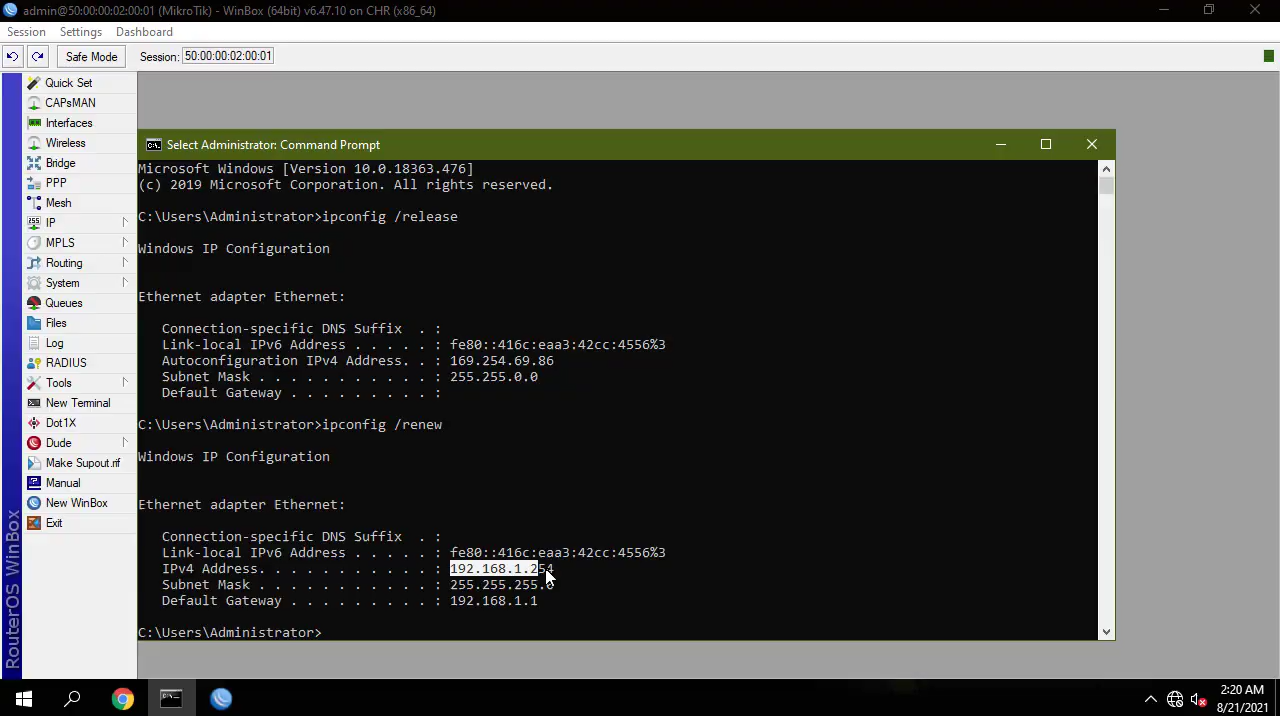 admin@50:00:00:02:00:01 (MikroTik) - WinBox (64bit) v6.47.10 on CHR (x86_64)
Session Settings Dashboard
Safe Mode Session: 50:00:00:02:00:01
Quick Set
CAPsMAN
Interfaces
Wireless
Bridge
PPP
Mesh
IP
MPLS
Routing
System
Queues
Files
Log
RADIUS
Tools
New Terminal
Dot1X
Dude
Make Supout.rif
Manual
New WinBox
Exit
RouterOS WinBox
Select Administrator: Command Prompt
Microsoft Windows [Version 10.0.18363.476]
(c) 2019 Microsoft Corporation. All rights reserved.
C:\Users\Administrator>ipconfig /release
Windows IP Configuration
Ethernet adapter Ethernet:
Connection-specific DNS Suffix . :
Link-local IPv6 Address . . . . . : fe80::416c:eaa3:42cc:4556%3
Autoconfiguration IPv4 Address. . : 169.254.69.86
Subnet Mask . . . . . . . . . . . : 255.255.0.0
Default Gateway . . . . . . . . . :
C:\Users\Administrator>ipconfig /renew
Windows IP Configuration
Ethernet adapter Ethernet:
Connection-specific DNS Suffix . :
Link-local IPv6 Address . . . . . : fe80::416c:eaa3:42cc:4556%3
IPv4 Address. . . . . . . . . . . : 192.168.1.254
Subnet Mask . . . . . . . . . . . : 255.255.255.0
Default Gateway . . . . . . . . . : 192.168.1.1
C:\Users\Administrator>
2:20 AM
8/21/2021